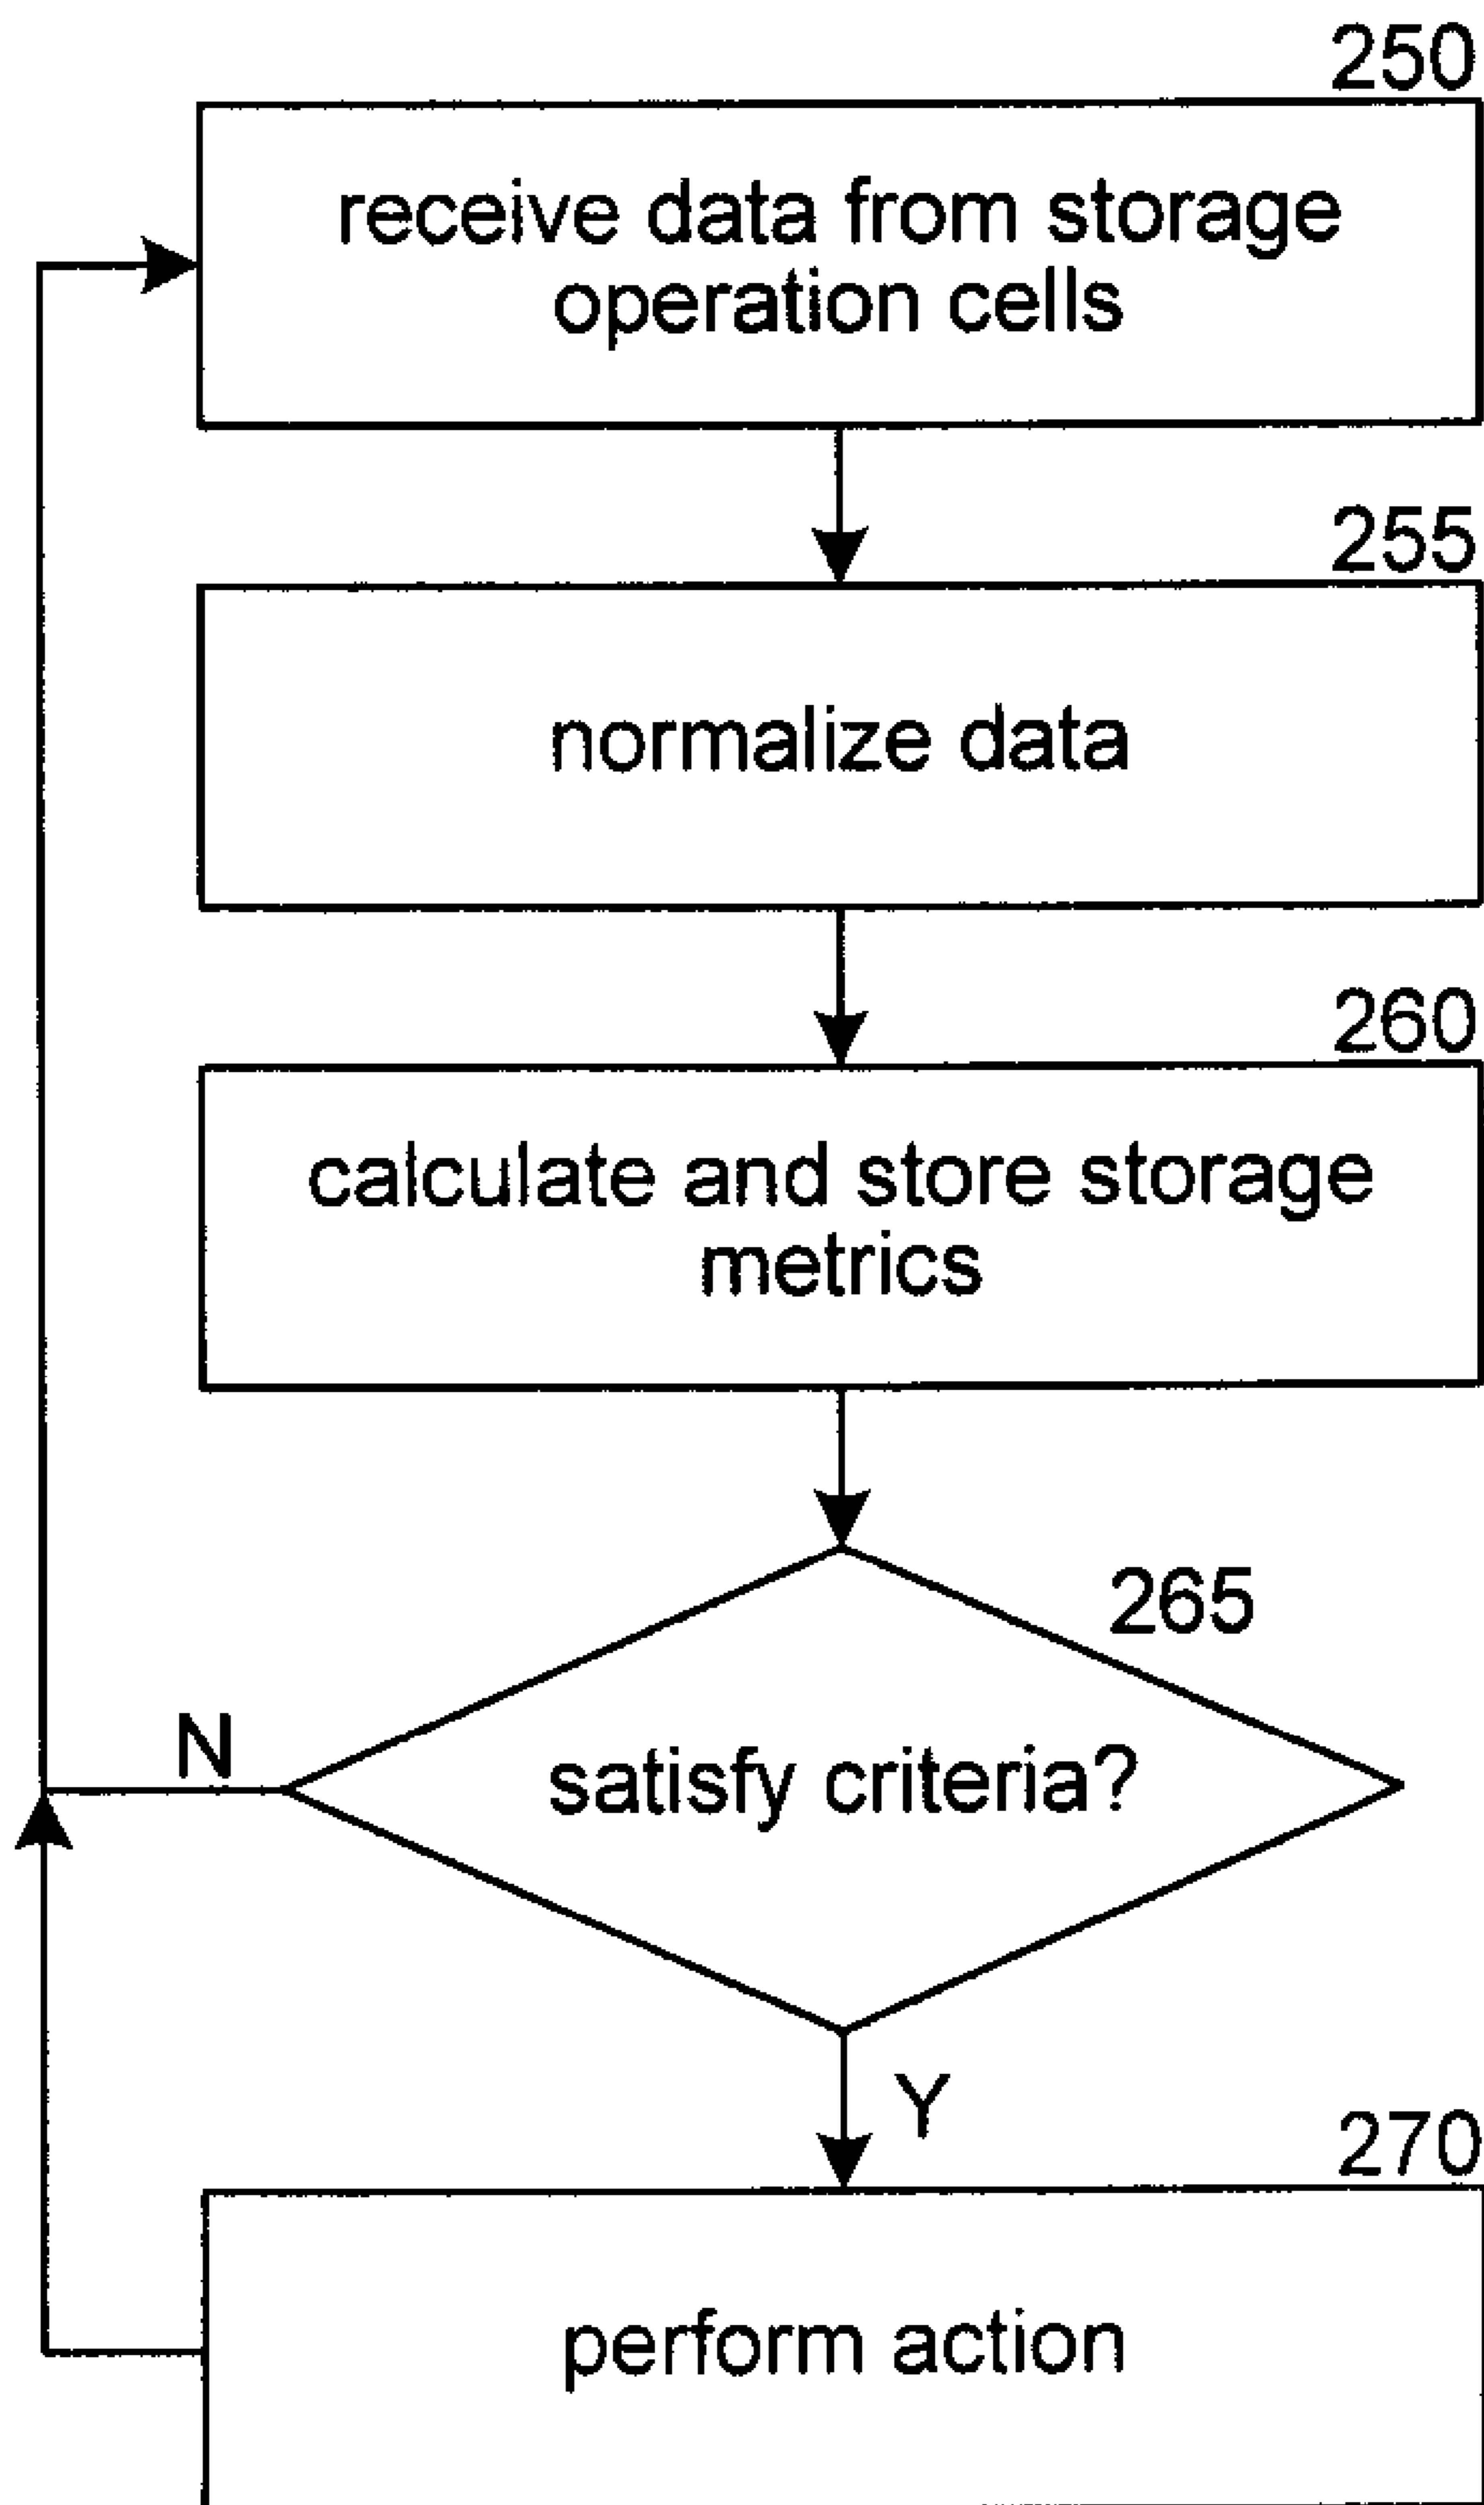 250
receive data from storage
operation cells
255
normalize data
260
calculate and store storage
metrics
265
satisfy criteria?
N
Y
270
perform action